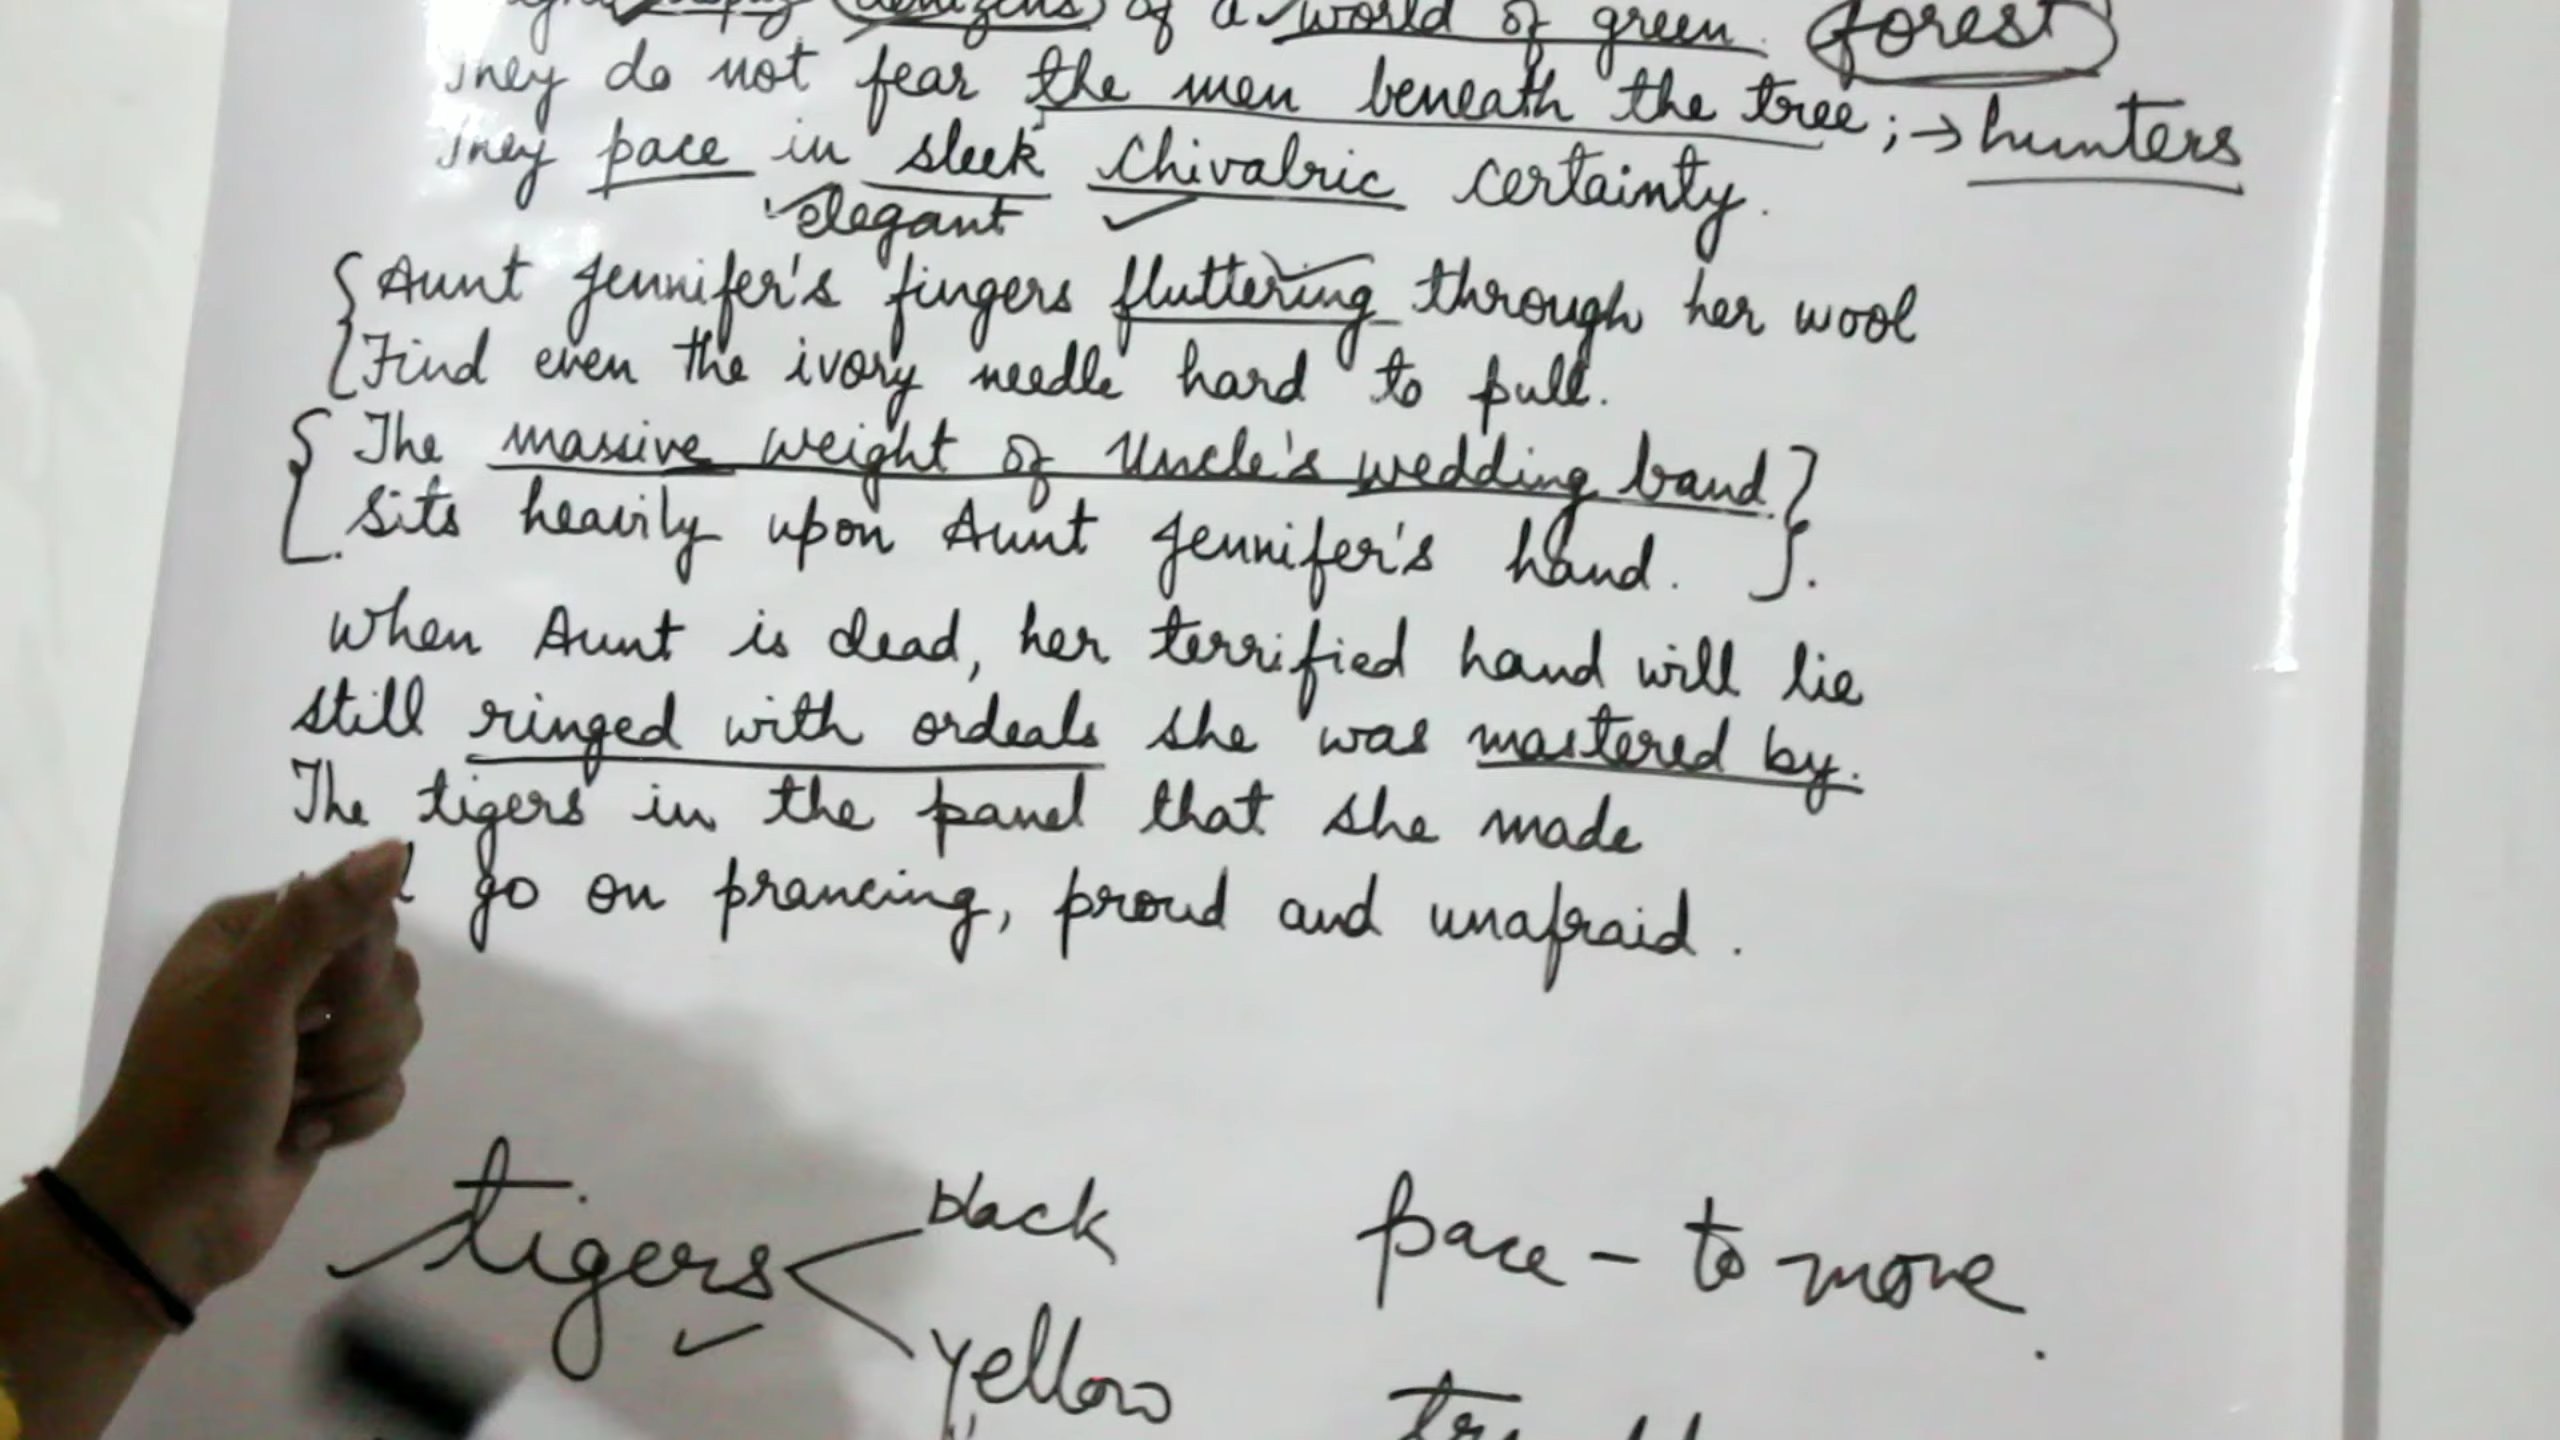 denizens of a world of green. forest
They do not fear the men beneath the tree; → hunters
They pace in sleek chivalric certainty.
elegant
{Aunt Jennifer's fingers fluttering through her wool
Find even the ivory needle hard to pull.
{The massive weight of Uncle's wedding band}
Sits heavily upon Aunt Jennifer's hand. }.
When Aunt is dead, her terrified hand will lie
still ringed with ordeals she was mastered by.
The tigers in the panel that she made
go on prancing, proud and unafraid.
tigers < black
yellow
pace - to move.